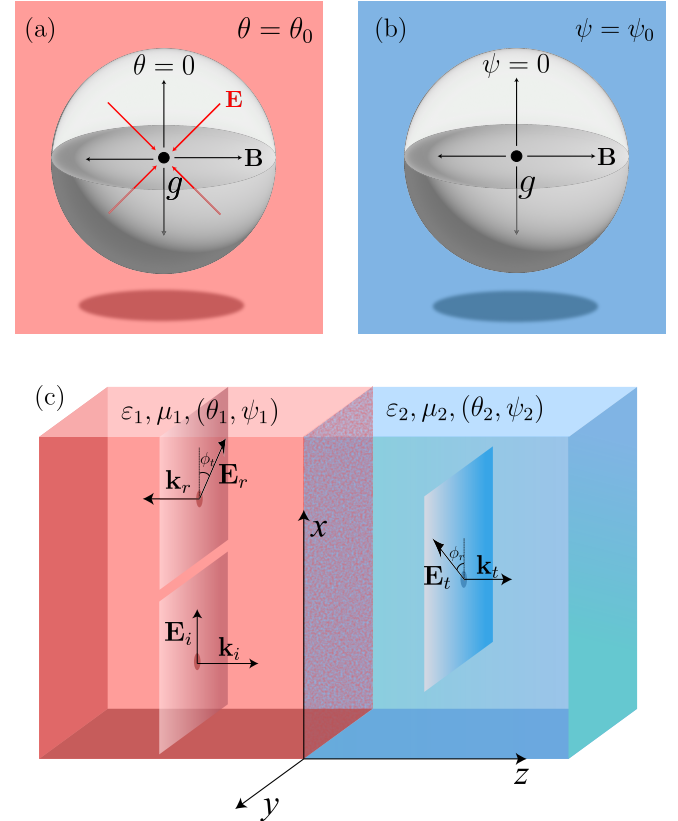 (a) θ = θ₀
θ = 0
E
B
g
(b) ψ = ψ₀
ψ = 0
B
g
(c)
ε₁, μ₁, (θ₁, ψ₁)
ε₂, μ₂, (θ₂, ψ₂)
ϕₜ
kᵣ Eᵣ
x
ϕᵣ
Eₜ kₜ
Eᵢ
kᵢ
z
y